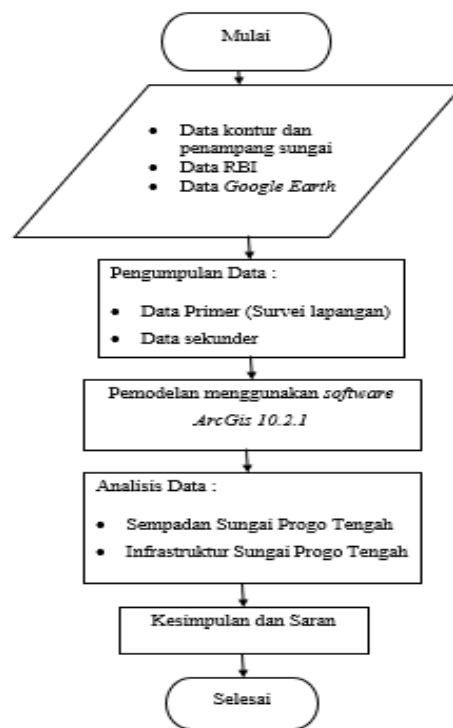 Mulai
• Data kontur dan
penampang sungai
• Data RBI
• Data Google Earth
Pengumpulan Data :
• Data Primer (Survei lapangan)
• Data sekunder
Pemodelan menggunakan software
ArcGis 10.2.1
Analisis Data :
• Sempadan Sungai Progo Tengah
• Infrastruktur Sungai Progo Tengah
Kesimpulan dan Saran
Selesai